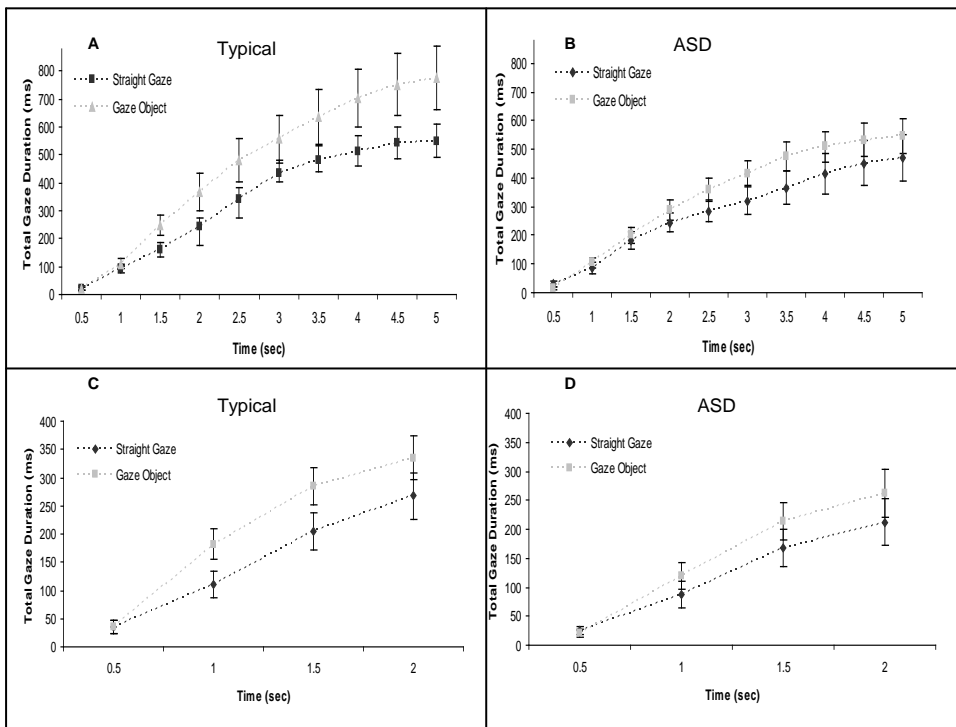 A
Typical
Straight Gaze
Gaze Object
Total Gaze Duration (ms)
800
700
600
500
400
300
200
100
0
0.5 1 1.5 2 2.5 3 3.5 4 4.5 5
Time (sec)
B
ASD
Straight Gaze
Gaze Object
Total Gaze Duration (ms)
800
700
600
500
400
300
200
100
0
0.5 1 1.5 2 2.5 3 3.5 4 4.5 5
Time (sec)
C
Typical
Straight Gaze
Gaze Object
Total Gaze Duration (ms)
400
350
300
250
200
150
100
50
0
0.5 1 1.5 2
Time (sec)
D
ASD
Straight Gaze
Gaze Object
Total Gaze Duration (ms)
400
350
300
250
200
150
100
50
0
0.5 1 1.5 2
Time (sec)